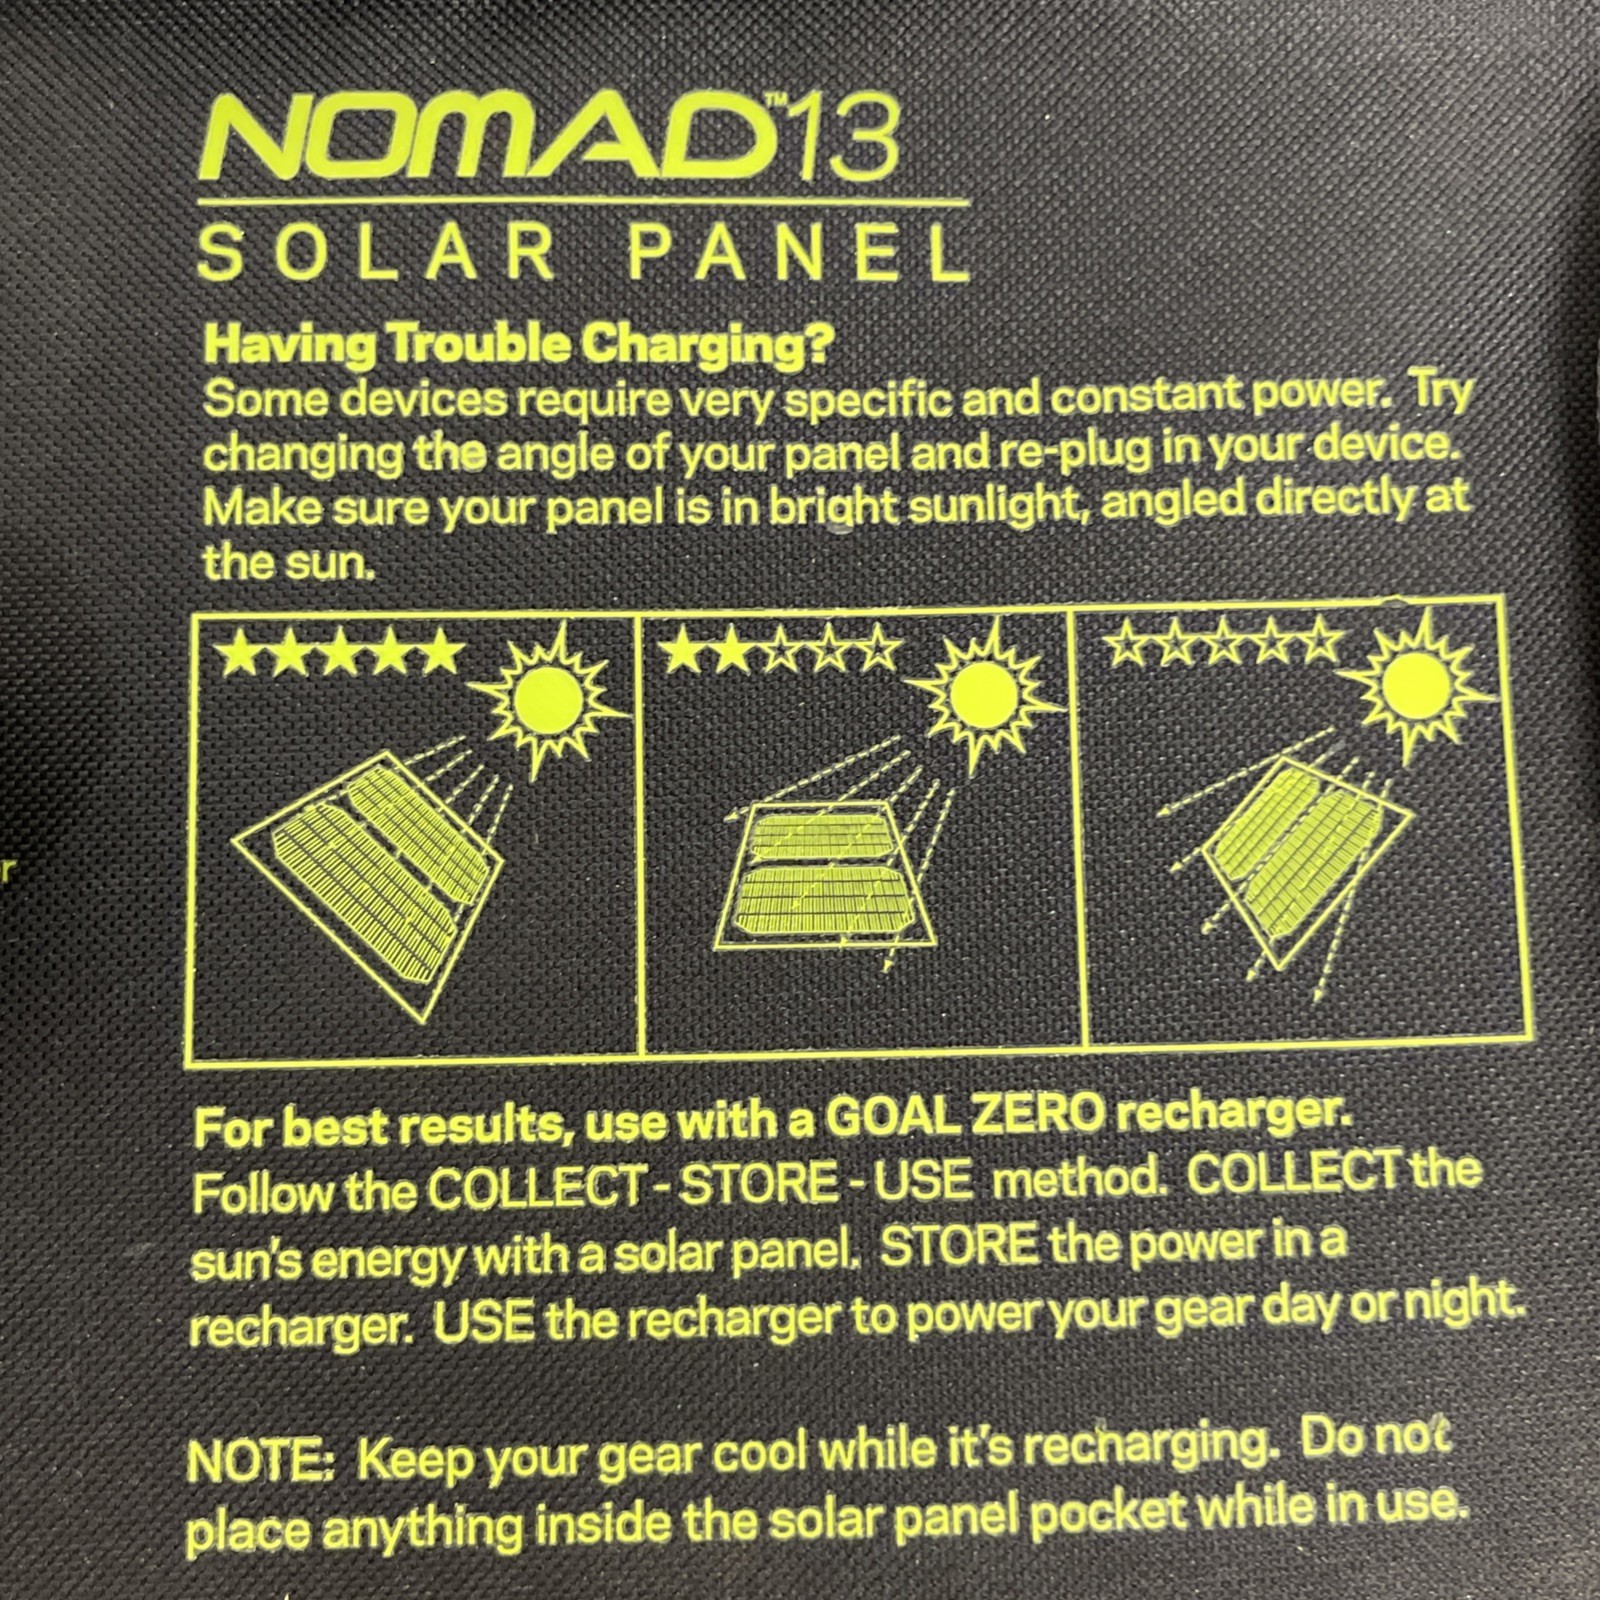 NOMAD™13
SOLAR PANEL
Having Trouble Charging?
Some devices require very specific and constant power. Try
changing the angle of your panel and re-plug in your device.
Make sure your panel is in bright sunlight, angled directly at
the sun.
For best results, use with a GOAL ZERO recharger.
Follow the COLLECT - STORE - USE method. COLLECT the
sun's energy with a solar panel. STORE the power in a
recharger. USE the recharger to power your gear day or night.
NOTE: Keep your gear cool while it's recharging. Do not
place anything inside the solar panel pocket while in use.